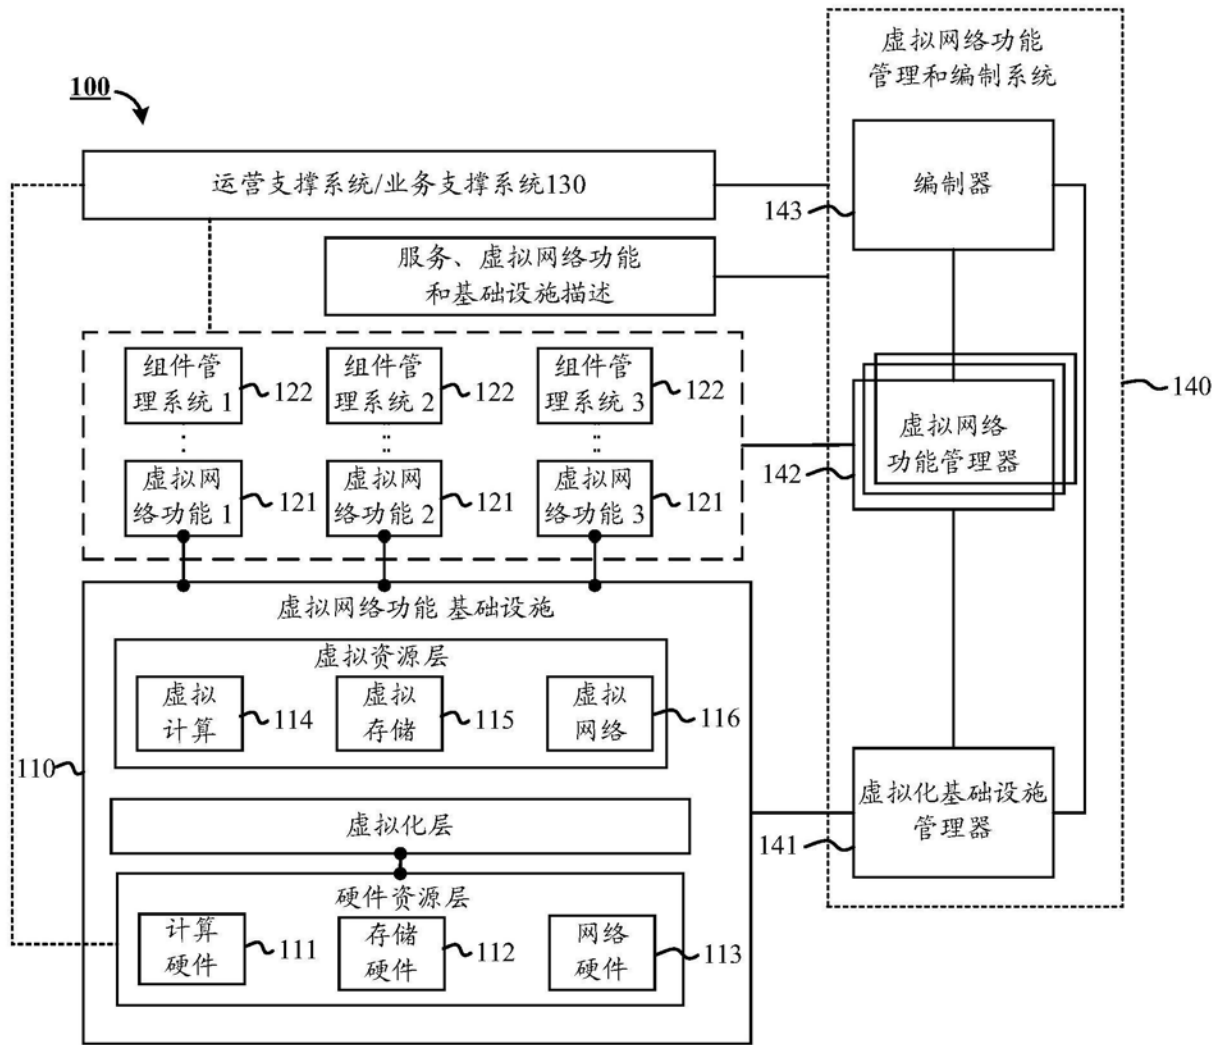 虚拟网络功能
管理和编制系统
100
运营支撑系统/业务支撑系统130
编制器
143
服务、虚拟网络功能
和基础设施描述
组件管
理系统 1
122
组件管
理系统 2
122
组件管
理系统 3
122
140
虚拟网络
功能管理器
142
虚拟网
络功能 1
121
虚拟网
络功能 2
121
虚拟网
络功能 3
121
虚拟网络功能 基础设施
虚拟资源层
虚拟
计算
114
虚拟
存储
115
虚拟
网络
116
110
虚拟化基础设施
管理器
141
虚拟化层
硬件资源层
计算
硬件
111
存储
硬件
112
网络
硬件
113